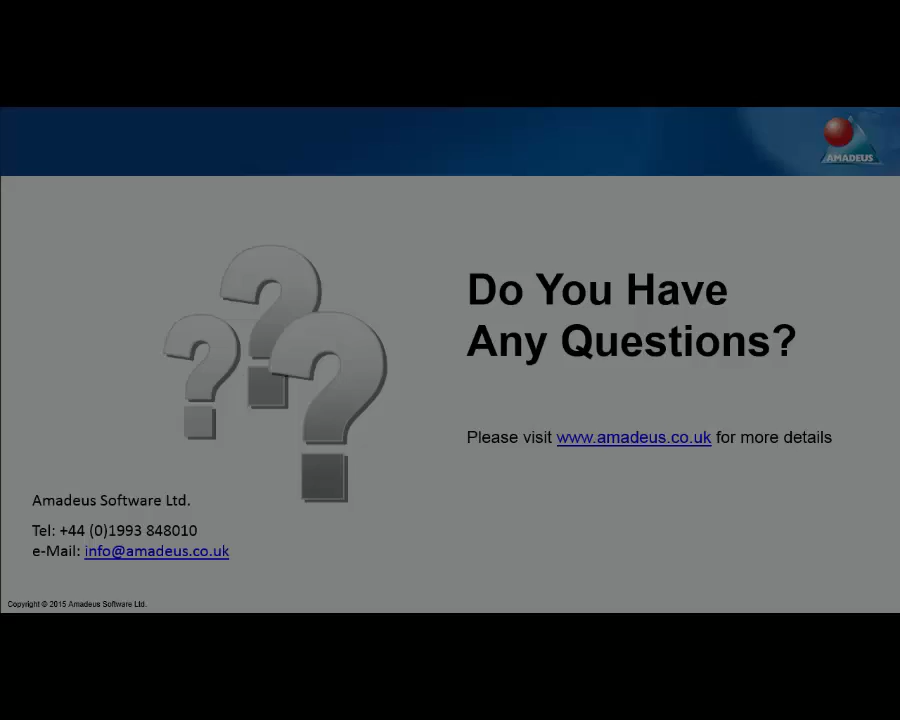 AMADEUS
Do You Have
Any Questions?
Please visit www.amadeus.co.uk for more details
Amadeus Software Ltd.
Tel: +44 (0)1993 848010
e-Mail: info@amadeus.co.uk
Copyright © 2015 Amadeus Software Ltd.